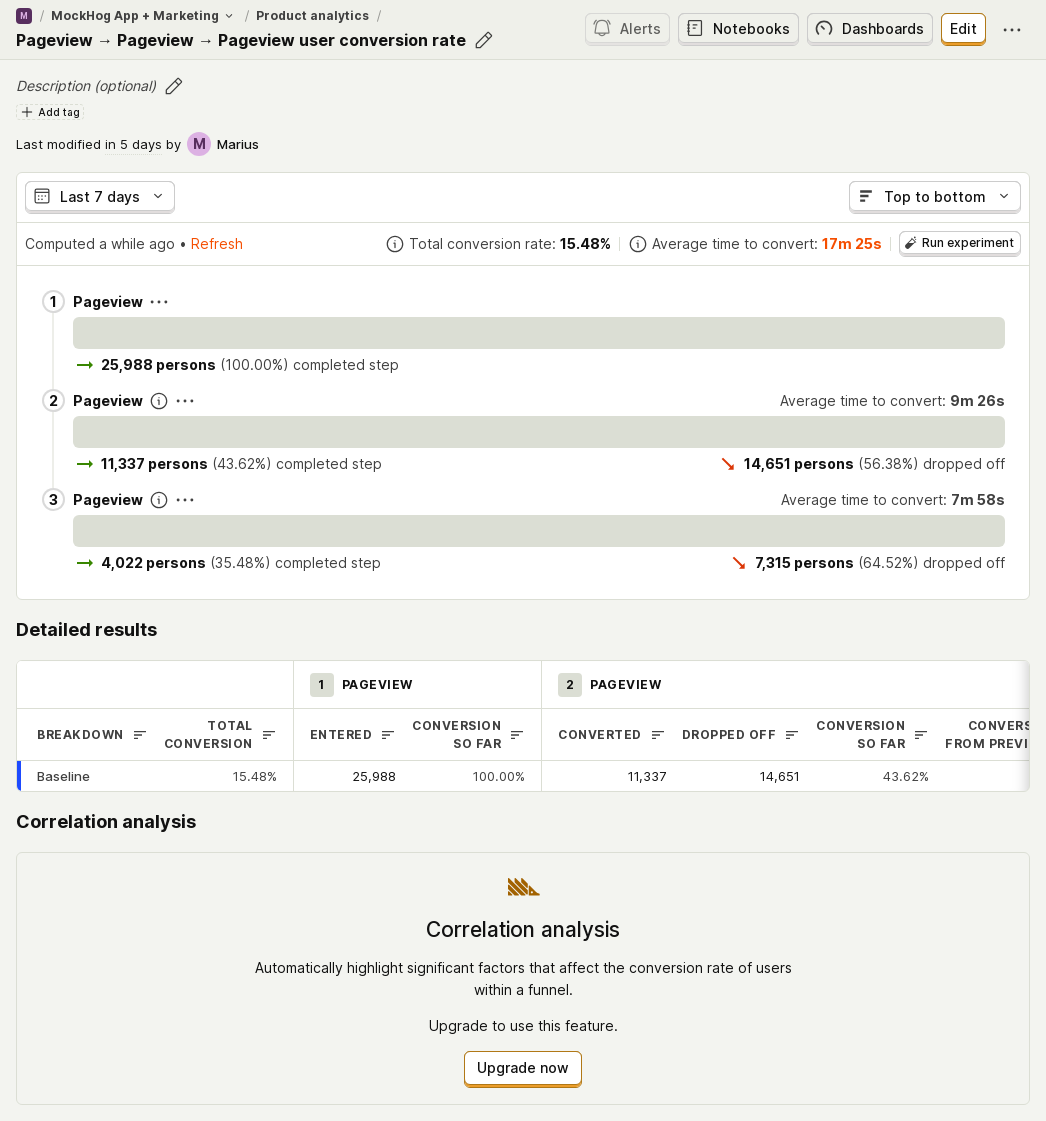 M / MockHog App + Marketing / Product analytics /
Pageview → Pageview → Pageview user conversion rate
Alerts Notebooks Dashboards Edit
Description (optional)
Add tag
Last modified in 5 days by M Marius
Last 7 days Top to bottom
Computed a while ago • Refresh Total conversion rate: 15.48% Average time to convert: 17m 25s Run experiment
1 Pageview
25,988 persons (100.00%) completed step
2 Pageview Average time to convert: 9m 26s
11,337 persons (43.62%) completed step 14,651 persons (56.38%) dropped off
3 Pageview Average time to convert: 7m 58s
4,022 persons (35.48%) completed step 7,315 persons (64.52%) dropped off
Detailed results
1 PAGEVIEW 2 PAGEVIEW
BREAKDOWN TOTAL CONVERSION ENTERED CONVERSION SO FAR CONVERTED DROPPED OFF CONVERSION SO FAR CONVERS FROM PREVI
Baseline 15.48% 25,988 100.00% 11,337 14,651 43.62%
Correlation analysis
Correlation analysis
Automatically highlight significant factors that affect the conversion rate of users
within a funnel.
Upgrade to use this feature.
Upgrade now